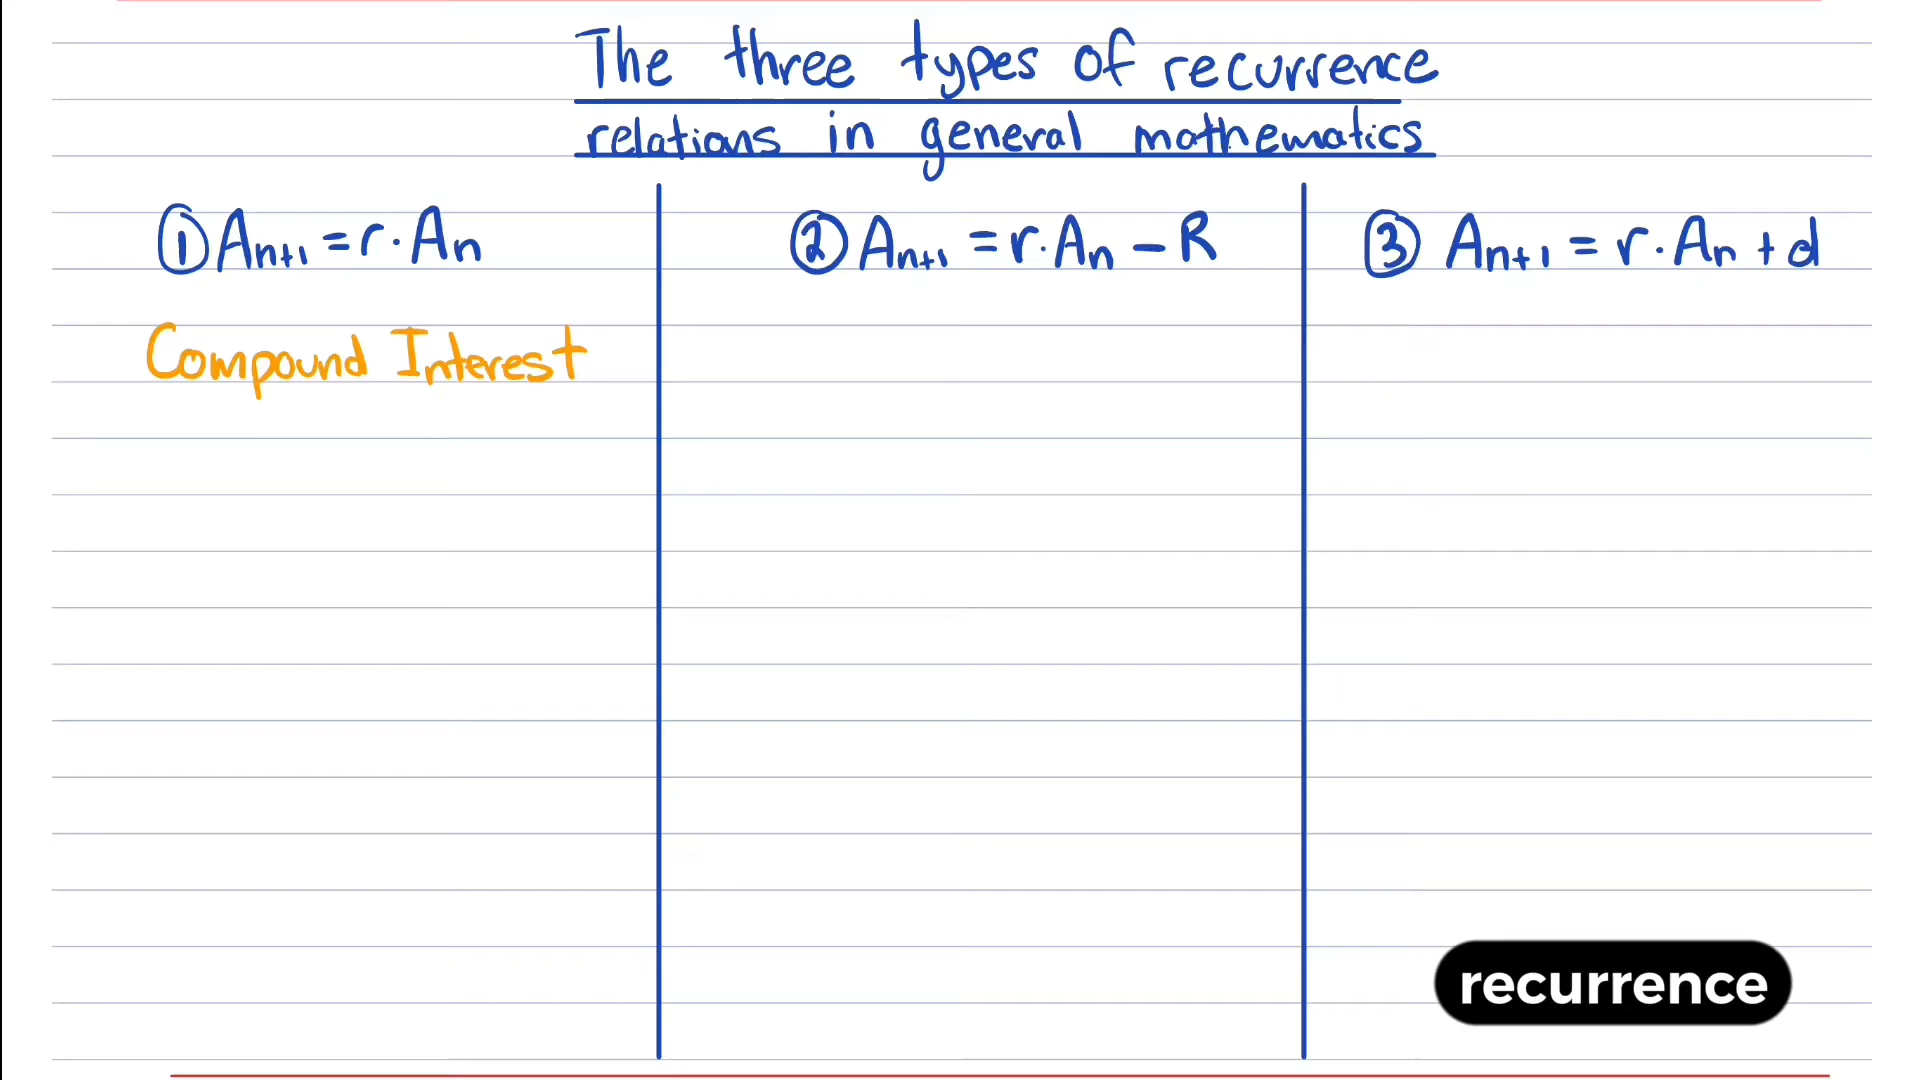 The three types of recurrence
relations in general mathematics
① Aₙ₊₁ = r · Aₙ
② Aₙ₊₁ = r · Aₙ − R
③ Aₙ₊₁ = r · Aₙ + d
Compound Interest
recurrence